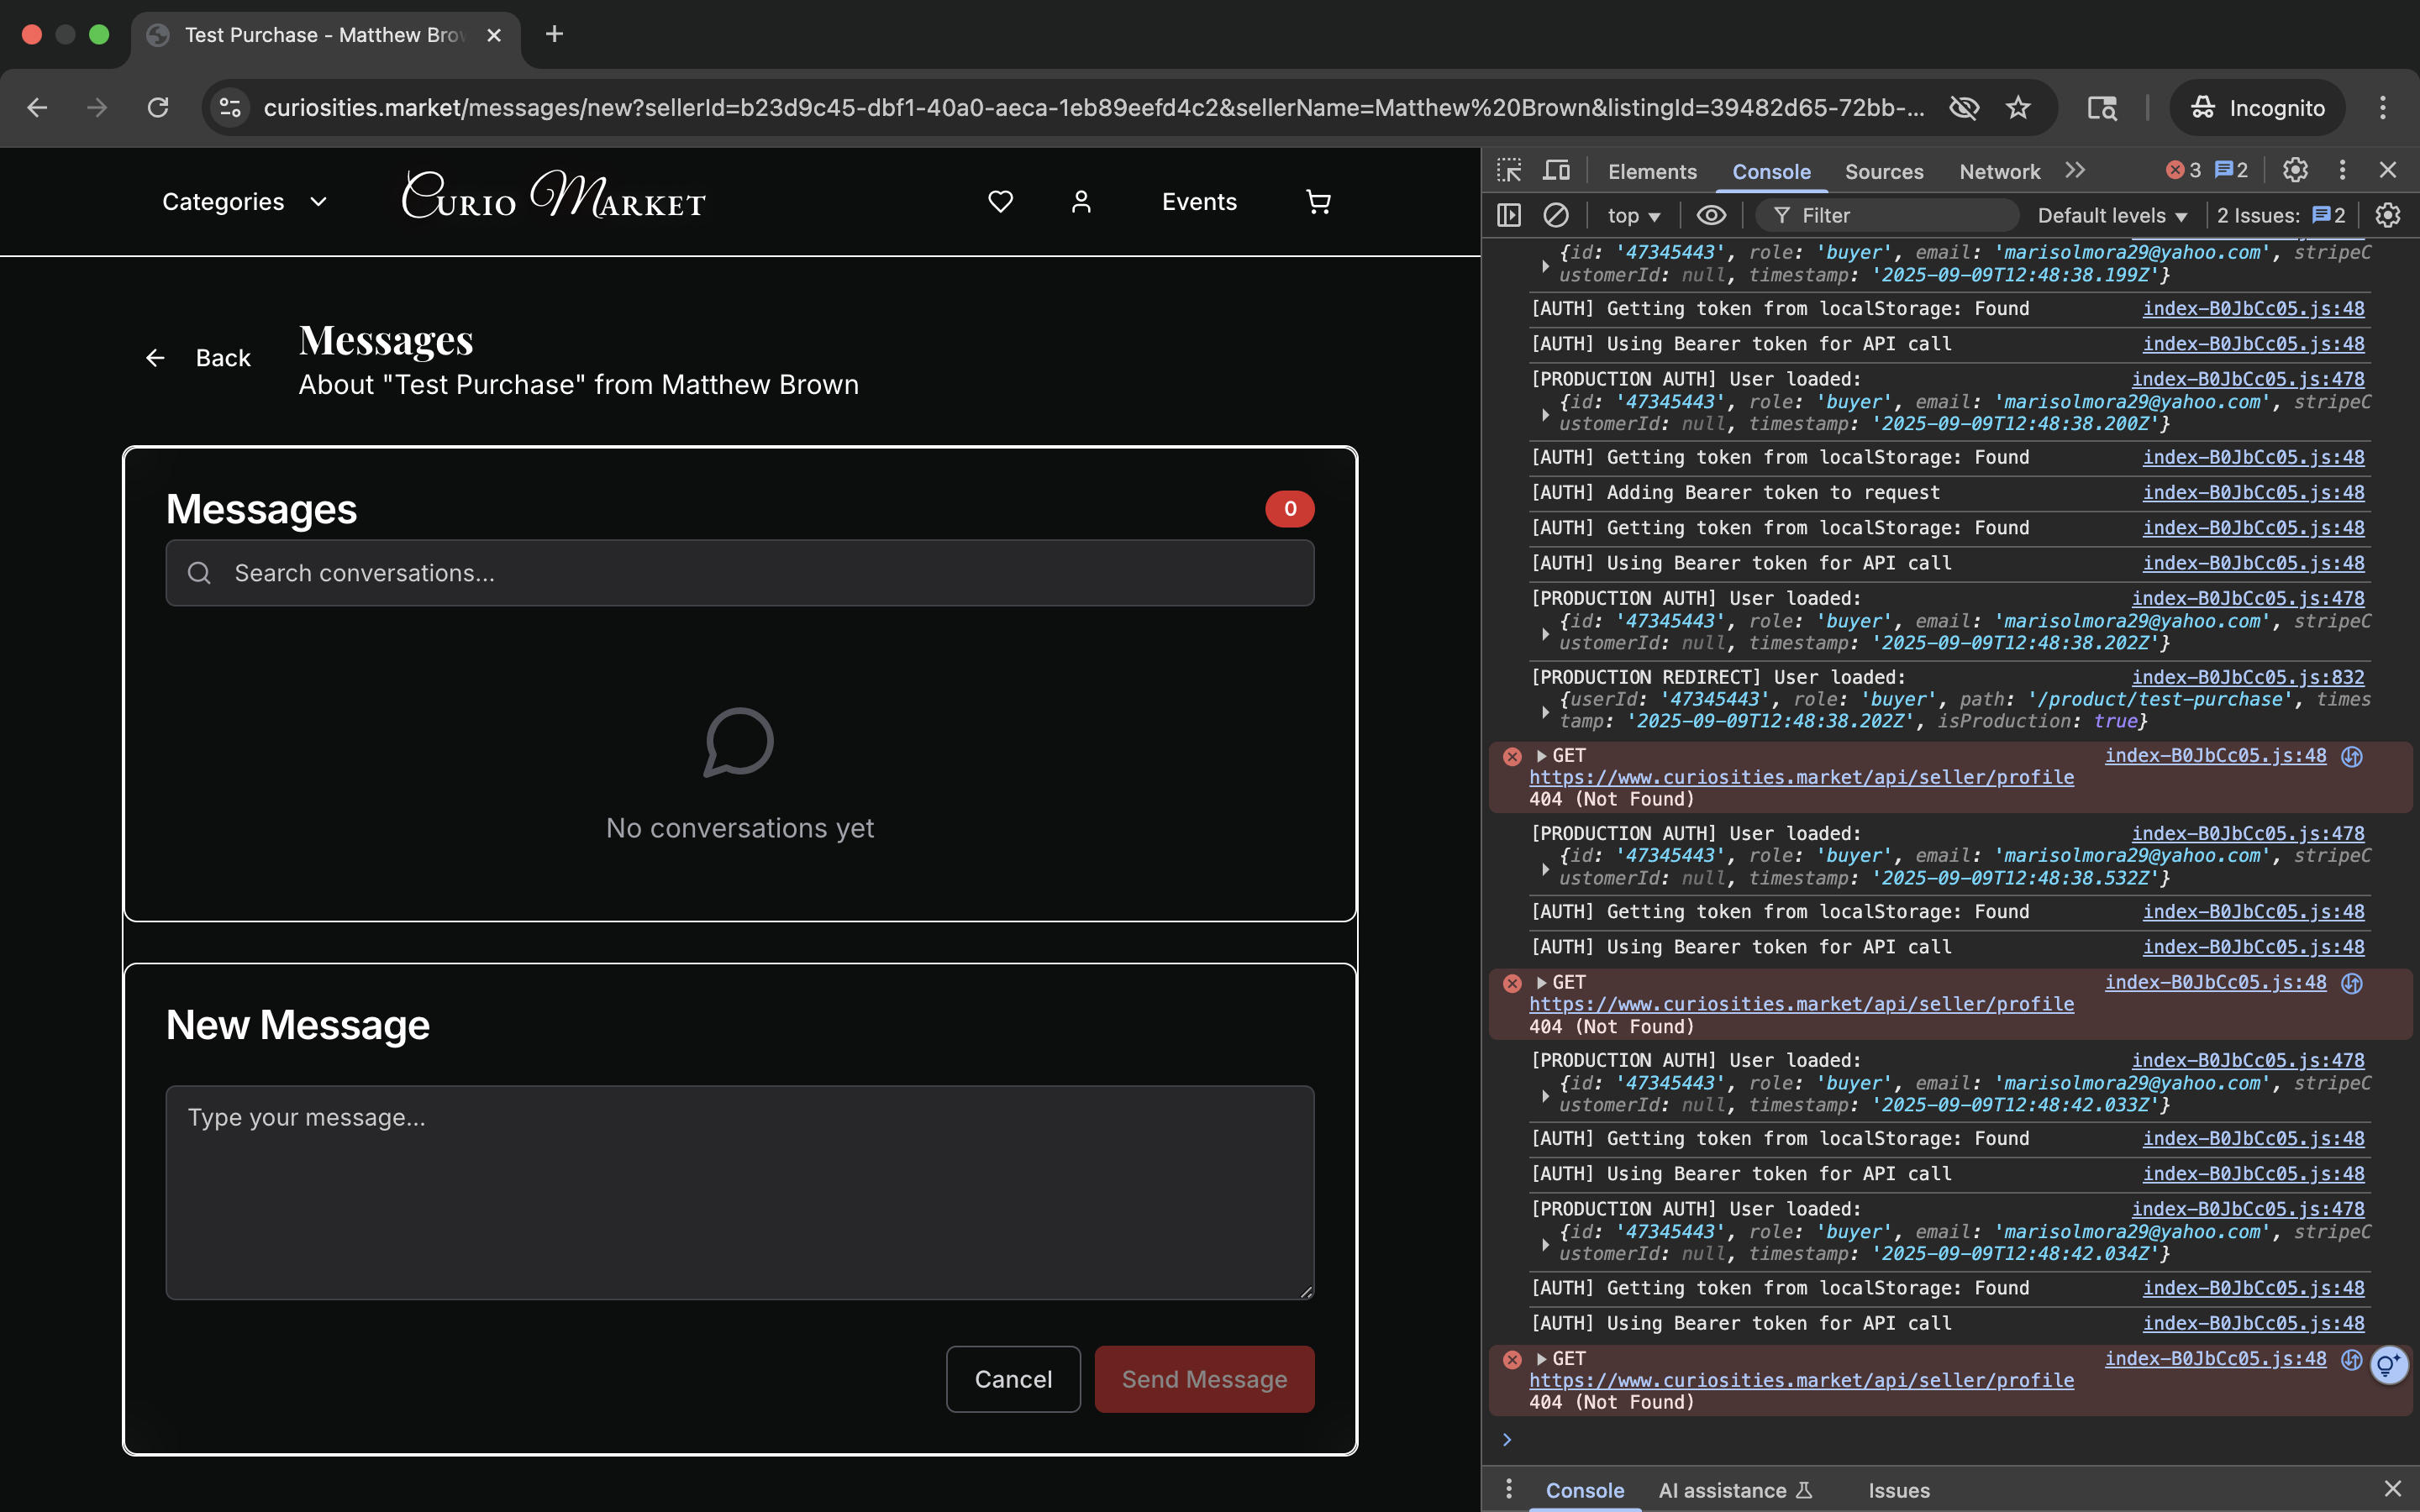 Test Purchase - Matthew Brow
curiosities.market/messages/new?sellerId=b23d9c45-dbf1-40a0-aeca-1eb89eefd4c2&sellerName=Matthew%20Brown&listingId=39482d65-72bb-...
Incognito
Categories
Curio Market
Events
Back
Messages
About "Test Purchase" from Matthew Brown
Messages
0
Search conversations...
No conversations yet
New Message
Type your message...
Cancel
Send Message
Elements
Console
Sources
Network
3
2
top
Filter
Default levels
2 Issues:
2
{id: '47345443', role: 'buyer', email: 'marisolmora29@yahoo.com', stripeC
ustomerId: null, timestamp: '2025-09-09T12:48:38.199Z'}
[AUTH] Getting token from localStorage: Found index-B0JbCc05.js:48
[AUTH] Using Bearer token for API call index-B0JbCc05.js:48
[PRODUCTION AUTH] User loaded: index-B0JbCc05.js:478
{id: '47345443', role: 'buyer', email: 'marisolmora29@yahoo.com', stripeC
ustomerId: null, timestamp: '2025-09-09T12:48:38.200Z'}
[AUTH] Getting token from localStorage: Found index-B0JbCc05.js:48
[AUTH] Adding Bearer token to request index-B0JbCc05.js:48
[AUTH] Getting token from localStorage: Found index-B0JbCc05.js:48
[AUTH] Using Bearer token for API call index-B0JbCc05.js:48
[PRODUCTION AUTH] User loaded: index-B0JbCc05.js:478
{id: '47345443', role: 'buyer', email: 'marisolmora29@yahoo.com', stripeC
ustomerId: null, timestamp: '2025-09-09T12:48:38.202Z'}
[PRODUCTION REDIRECT] User loaded: index-B0JbCc05.js:832
{userId: '47345443', role: 'buyer', path: '/product/test-purchase', times
tamp: '2025-09-09T12:48:38.202Z', isProduction: true}
GET index-B0JbCc05.js:48
https://www.curiosities.market/api/seller/profile
404 (Not Found)
[PRODUCTION AUTH] User loaded: index-B0JbCc05.js:478
{id: '47345443', role: 'buyer', email: 'marisolmora29@yahoo.com', stripeC
ustomerId: null, timestamp: '2025-09-09T12:48:38.532Z'}
[AUTH] Getting token from localStorage: Found index-B0JbCc05.js:48
[AUTH] Using Bearer token for API call index-B0JbCc05.js:48
GET index-B0JbCc05.js:48
https://www.curiosities.market/api/seller/profile
404 (Not Found)
[PRODUCTION AUTH] User loaded: index-B0JbCc05.js:478
{id: '47345443', role: 'buyer', email: 'marisolmora29@yahoo.com', stripeC
ustomerId: null, timestamp: '2025-09-09T12:48:42.033Z'}
[AUTH] Getting token from localStorage: Found index-B0JbCc05.js:48
[AUTH] Using Bearer token for API call index-B0JbCc05.js:48
[PRODUCTION AUTH] User loaded: index-B0JbCc05.js:478
{id: '47345443', role: 'buyer', email: 'marisolmora29@yahoo.com', stripeC
ustomerId: null, timestamp: '2025-09-09T12:48:42.034Z'}
[AUTH] Getting token from localStorage: Found index-B0JbCc05.js:48
[AUTH] Using Bearer token for API call index-B0JbCc05.js:48
GET index-B0JbCc05.js:48
https://www.curiosities.market/api/seller/profile
404 (Not Found)
Console
AI assistance
Issues